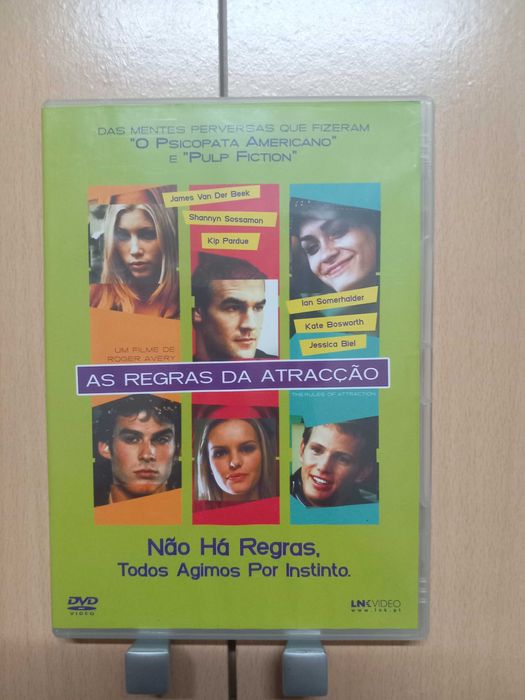 DAS MENTES PERVERSAS QUE FIZERAM
"O PSICOPATA AMERICANO"
E "PULP FICTION"
James Van Der Beek
Shannyn Sossamon
Kip Pardue
Ian Somerhalder
Kate Bosworth
Jessica Biel
UM FILME DE
ROGER AVERY
AS REGRAS DA ATRACÇÃO
THE RULES OF ATTRACTION
Não Há Regras,
Todos Agimos Por Instinto.
DVD
VIDEO
LNK VIDEO
www.lnk.pt